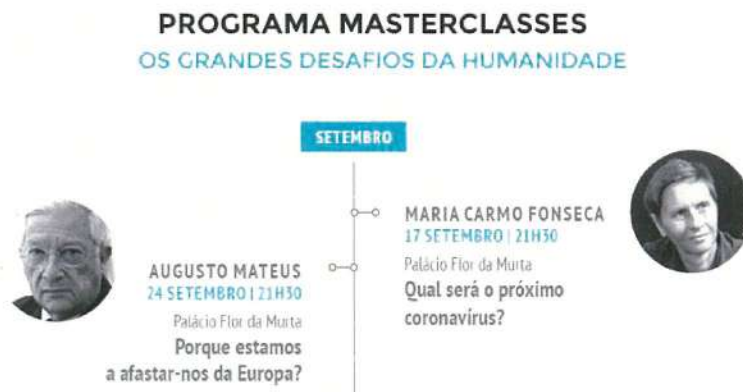 PROGRAMA MASTERCLASSES
OS GRANDES DESAFIOS DA HUMANIDADE
SETEMBRO
MARIA CARMO FONSECA
17 SETEMBRO | 21H30
Palácio Flor da Murta
Qual será o próximo
coronavírus?
AUGUSTO MATEUS
24 SETEMBRO | 21H30
Palácio Flor da Murta
Porque estamos
a afastar-nos da Europa?